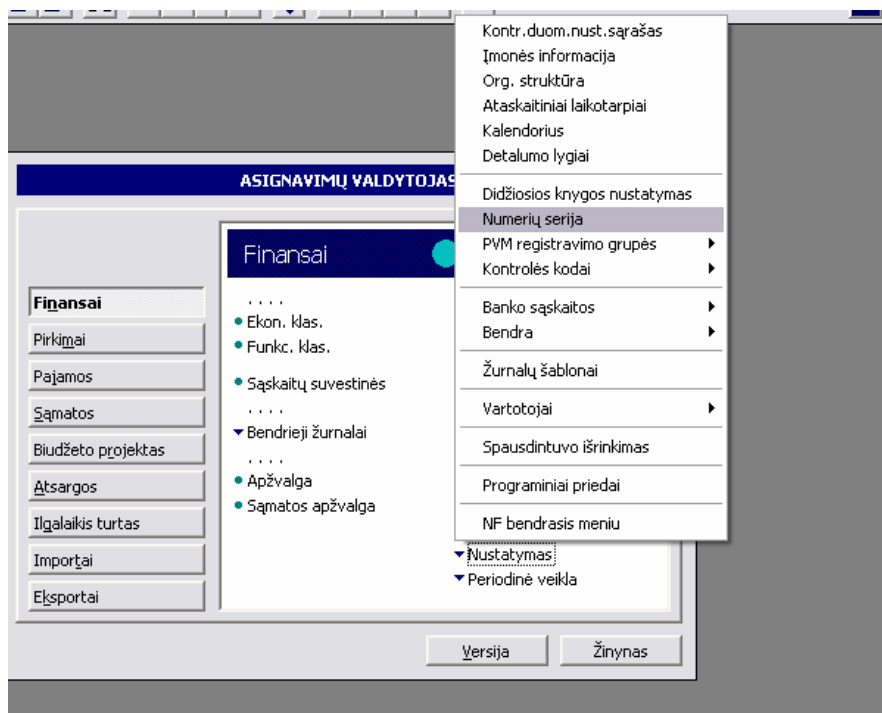 ASIGNAVIMŲ VALDYTOJAS
Finansai
Pirkimai
Pajamos
Sąmatos
Biudžeto projektas
Atsargos
Ilgalaikis turtas
Importai
Eksportai
Finansai
. . . .
Ekon. klas.
Funkc. klas.
Sąskaitų suvestinės
. . . .
Bendrieji žurnalai
. . . .
Apžvalga
Sąmatos apžvalga
Kontr.duom.nust.sąrašas
Įmonės informacija
Org. struktūra
Ataskaitiniai laikotarpiai
Kalendorius
Detalumo lygiai
Didžiosios knygos nustatymas
Numerių serija
PVM registravimo grupės
Kontrolės kodai
Banko sąskaitos
Bendra
Žurnalų šablonai
Vartotojai
Spausdintuvo išrinkimas
Programiniai priedai
NF bendrasis meniu
Nustatymas
Periodinė veikla
Versija
Žinynas